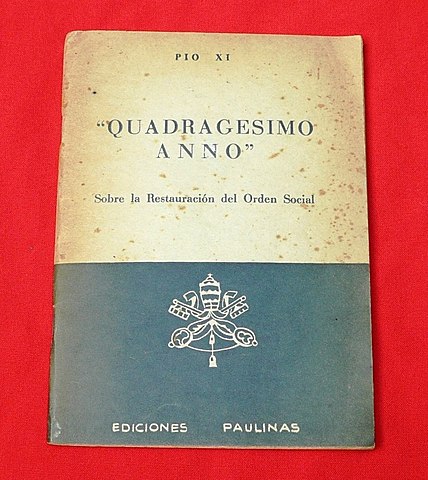 PIO XI
"QUADRAGESIMO
ANNO"
Sobre la Restauración del Orden Social
EDICIONES PAULINAS